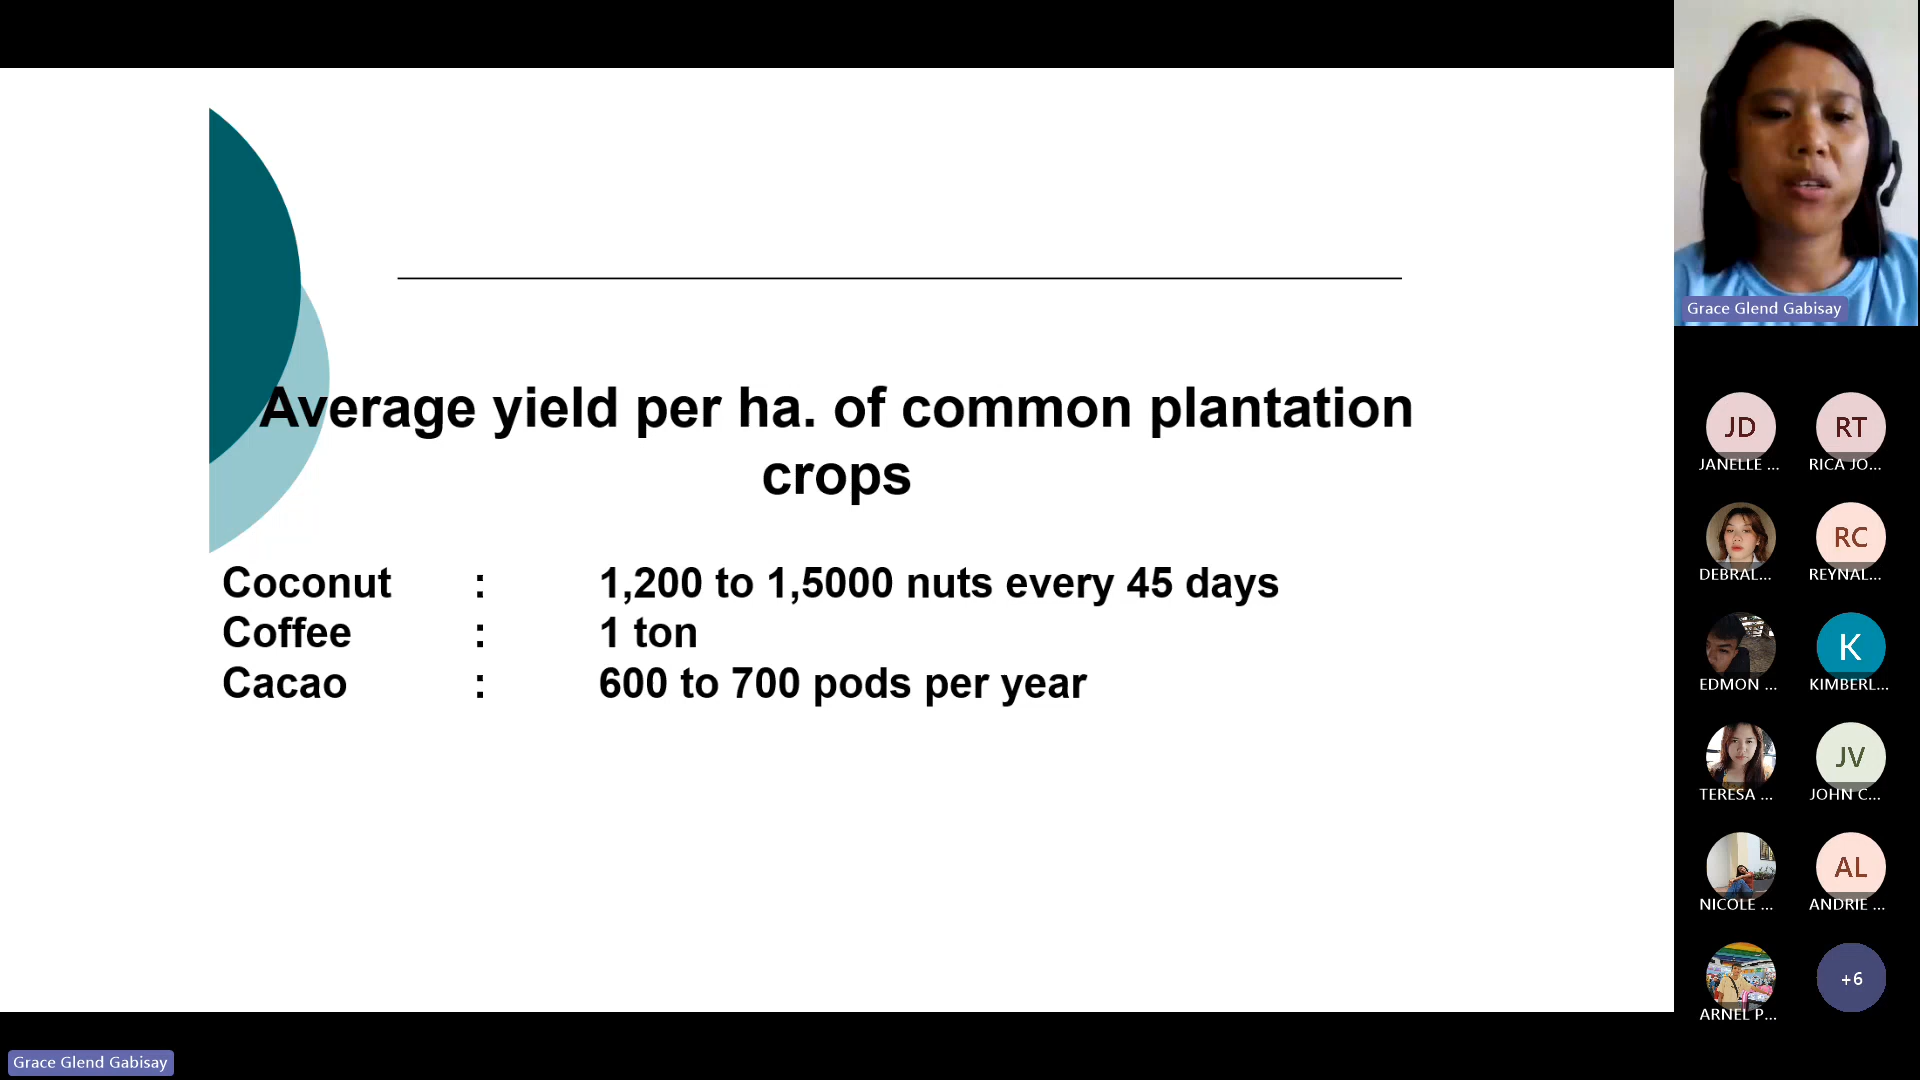 Average yield per ha. of common plantation
crops
Coconut : 1,200 to 1,5000 nuts every 45 days
Coffee : 1 ton
Cacao : 600 to 700 pods per year
Grace Glend Gabisay
JD RT
JANELLE ... RICA JO...
RC
DEBRAL... REYNAL...
K
EDMON ... KIMBERL...
JV
TERESA ... JOHN C...
AL
NICOLE ... ANDRIE ...
+6
ARNEL P...
Grace Glend Gabisay